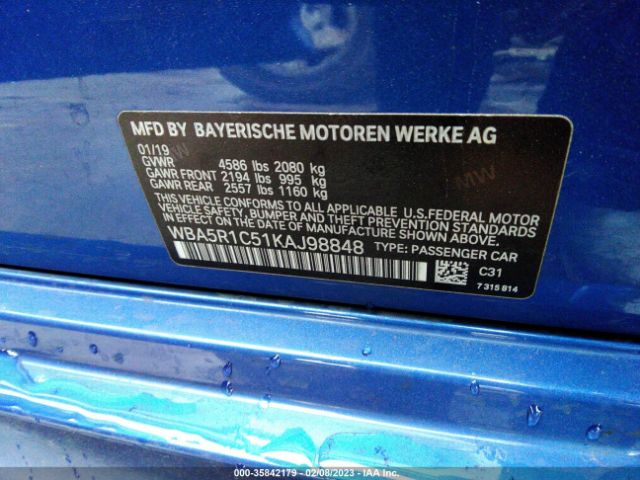 MFD BY BAYERISCHE MOTOREN WERKE AG
01/19
GVWR 4586 lbs 2080 kg
GAWR FRONT 2194 lbs 995 kg
GAWR REAR 2557 lbs 1160 kg
THIS VEHICLE CONFORMS TO ALL APPLICABLE U.S.FEDERAL MOTOR
VEHICLE SAFETY, BUMPER, AND THEFT PREVENTION STANDARDS
IN EFFECT ON THE DATE OF MANUFACTURE SHOWN ABOVE.
WBA5R1C51KAJ98848 TYPE: PASSENGER CAR
C31
7 315 814
000-35842179 | 02/08/2023 - © IAA Inc.